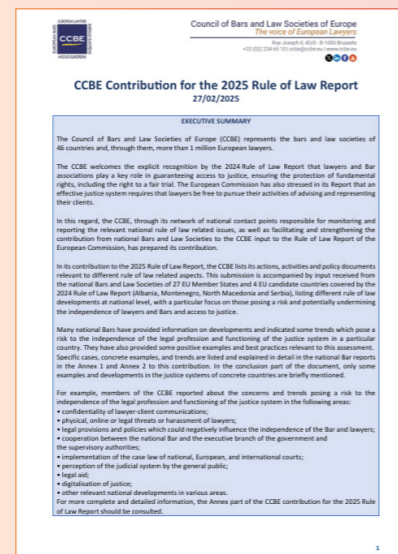 CCBE
Council of Bars and Law Societies of Europe
The voice of European Lawyers
Rue Joseph II, 40/8 - B-1000 Brussels
+32 (0)2 234 65 10 | ccbe@ccbe.eu | www.ccbe.eu
CCBE Contribution for the 2025 Rule of Law Report
27/02/2025
EXECUTIVE SUMMARY
The Council of Bars and Law Societies of Europe (CCBE) represents the bars and law societies of
46 countries and, through them, more than 1 million European lawyers.
The CCBE welcomes the explicit recognition by the 2024 Rule of Law Report that lawyers and Bar
associations play a key role in guaranteeing access to justice, ensuring the protection of fundamental
rights, including the right to a fair trial. The European Commission has also stressed in its Report that an
effective justice system requires that lawyers be free to pursue their activities of advising and representing
their clients.
In this regard, the CCBE, through its network of national contact points responsible for monitoring and
reporting the relevant national rule of law related issues, as well as facilitating and strengthening the
contribution from national Bars and Law Societies to the CCBE input to the Rule of Law Report of the
European Commission, has prepared its contribution.
In its contribution to the 2025 Rule of Law Report, the CCBE lists its actions, activities and policy documents
relevant to different rule of law related aspects. This submission is accompanied by input received from
the national Bars and Law Societies of 27 EU Member States and 4 EU candidate countries covered by the
2024 Rule of Law Report (Albania, Montenegro, North Macedonia and Serbia), listing different rule of law
developments at national level, with a particular focus on those posing a risk and potentially undermining
the independence of lawyers and Bars and access to justice.
Many national Bars have provided information on developments and indicated some trends which pose a
risk to the independence of the legal profession and functioning of the justice system in a particular
country. They have also provided some positive examples and best practices relevant to this assessment.
Specific cases, concrete examples, and trends are listed and explained in detail in the national Bar reports
in the Annex 1 and Annex 2 to this contribution. In the conclusion part of the document, only some
examples and developments in the justice systems of concrete countries are briefly mentioned.
For example, members of the CCBE reported about the concerns and trends posing a risk to the
independence of the legal profession and functioning of the justice system in the following areas:
• confidentiality of lawyer-client communications;
• physical, online or legal threats or harassment of lawyers;
• legal provisions and policies which could negatively influence the independence of the Bar and lawyers;
• cooperation between the national Bar and the executive branch of the government and
the supervisory authorities;
• implementation of the case law of national, European, and international courts;
• perception of the judicial system by the general public;
• legal aid;
• digitalisation of justice;
• other relevant national developments in various areas.
For more complete and detailed information, the Annex part of the CCBE contribution for the 2025 Rule
of Law Report should be consulted.
1